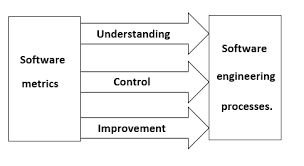 Software
metrics
Understanding
Control
Improvement
Software
engineering
processes.